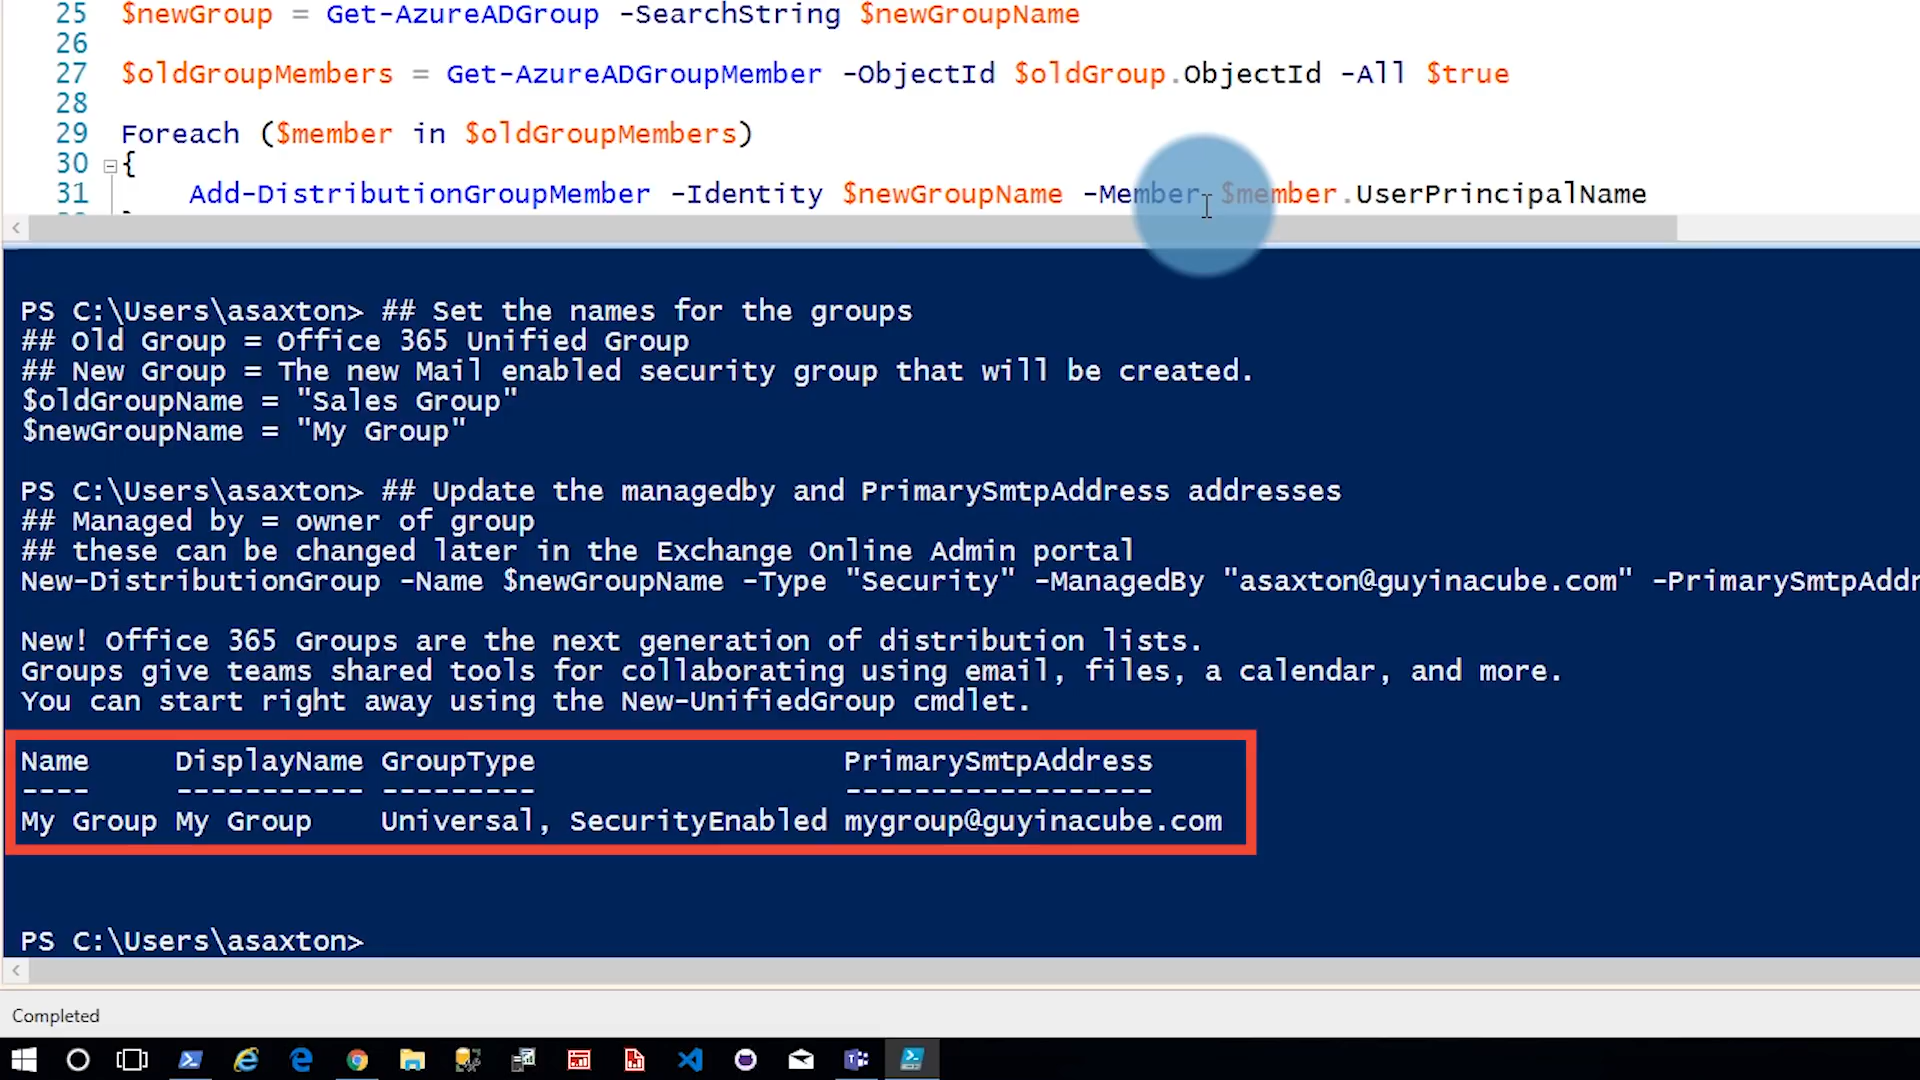 25 $newGroup = Get-AzureADGroup -SearchString $newGroupName
26
27 $oldGroupMembers = Get-AzureADGroupMember -ObjectId $oldGroup.ObjectId -All $true
28
29 Foreach ($member in $oldGroupMembers)
30 {
31 Add-DistributionGroupMember -Identity $newGroupName -Member $member.UserPrincipalName
PS C:\Users\asaxton> ## Set the names for the groups
## Old Group = Office 365 Unified Group
## New Group = The new Mail enabled security group that will be created.
$oldGroupName = "Sales Group"
$newGroupName = "My Group"
PS C:\Users\asaxton> ## Update the managedby and PrimarySmtpAddress addresses
## Managed by = owner of group
## these can be changed later in the Exchange Online Admin portal
New-DistributionGroup -Name $newGroupName -Type "Security" -ManagedBy "asaxton@guyinacube.com" -PrimarySmtpAddr
New! Office 365 Groups are the next generation of distribution lists.
Groups give teams shared tools for collaborating using email, files, a calendar, and more.
You can start right away using the New-UnifiedGroup cmdlet.
Name DisplayName GroupType PrimarySmtpAddress
---- ----------- --------- ------------------
My Group My Group Universal, SecurityEnabled mygroup@guyinacube.com
PS C:\Users\asaxton>
Completed